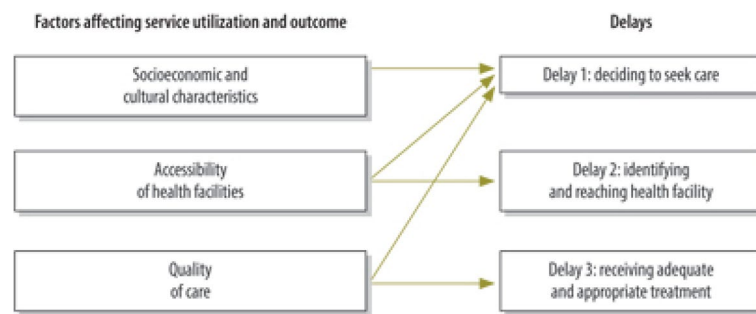 Factors affecting service utilization and outcome
Delays
Socioeconomic and
cultural characteristics
Delay 1: deciding to seek care
Accessibility
of health facilities
Delay 2: identifying
and reaching health facility
Quality
of care
Delay 3: receiving adequate
and appropriate treatment